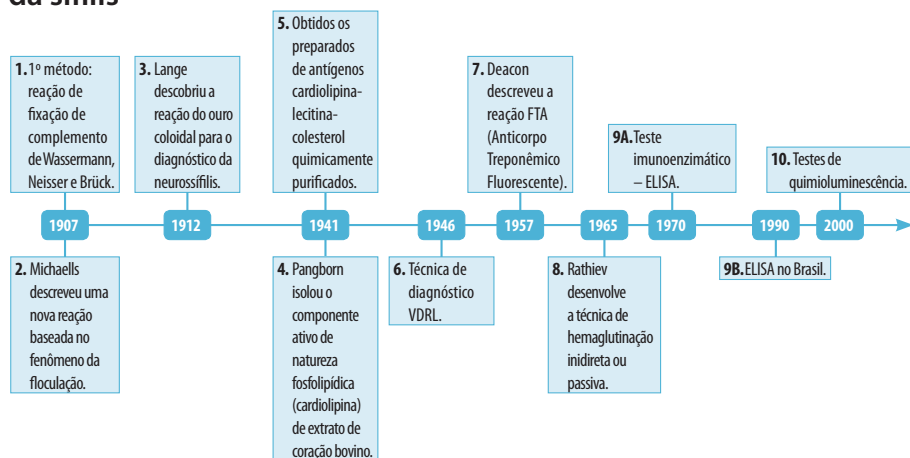 da sífilis
1. 1º método:
reação de
fixação de
complemento
de Wassermann,
Neisser e Brück.
3. Lange
descobriu a
reação do ouro
coloidal para o
diagnóstico da
neurossífilis.
5. Obtidos os
preparados
de antígenos
cardiolipina-
lecitina-
colesterol
quimicamente
purificados.
7. Deacon
descreveu a
reação FTA
(Anticorpo
Treponêmico
Fluorescente).
9A. Teste
imunoenzimático
– ELISA.
10. Testes de
quimioluminescência.
1907
1912
1941
1946
1957
1965
1970
1990
2000
2. Michaells
descreveu uma
nova reação
baseada no
fenômeno da
floculação.
4. Pangborn
isolou o
componente
ativo de
natureza
fosfolipídica
(cardiolipina)
de extrato de
coração bovino.
6. Técnica de
diagnóstico
VDRL.
8. Rathiev
desenvolve
a técnica de
hemaglutinação
inidireta ou
passiva.
9B. ELISA no Brasil.